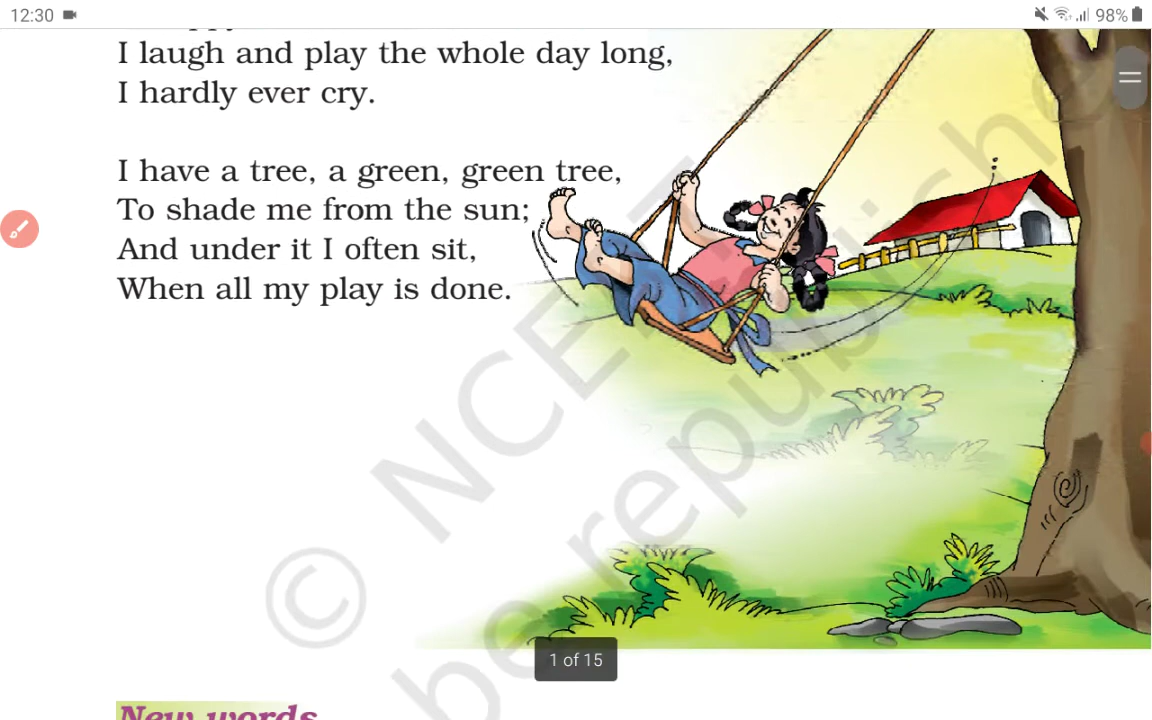 12:30
98%
I laugh and play the whole day long,
I hardly ever cry.
I have a tree, a green, green tree,
To shade me from the sun;
And under it I often sit,
When all my play is done.
© NCERT
be republishe
1 of 15
New words